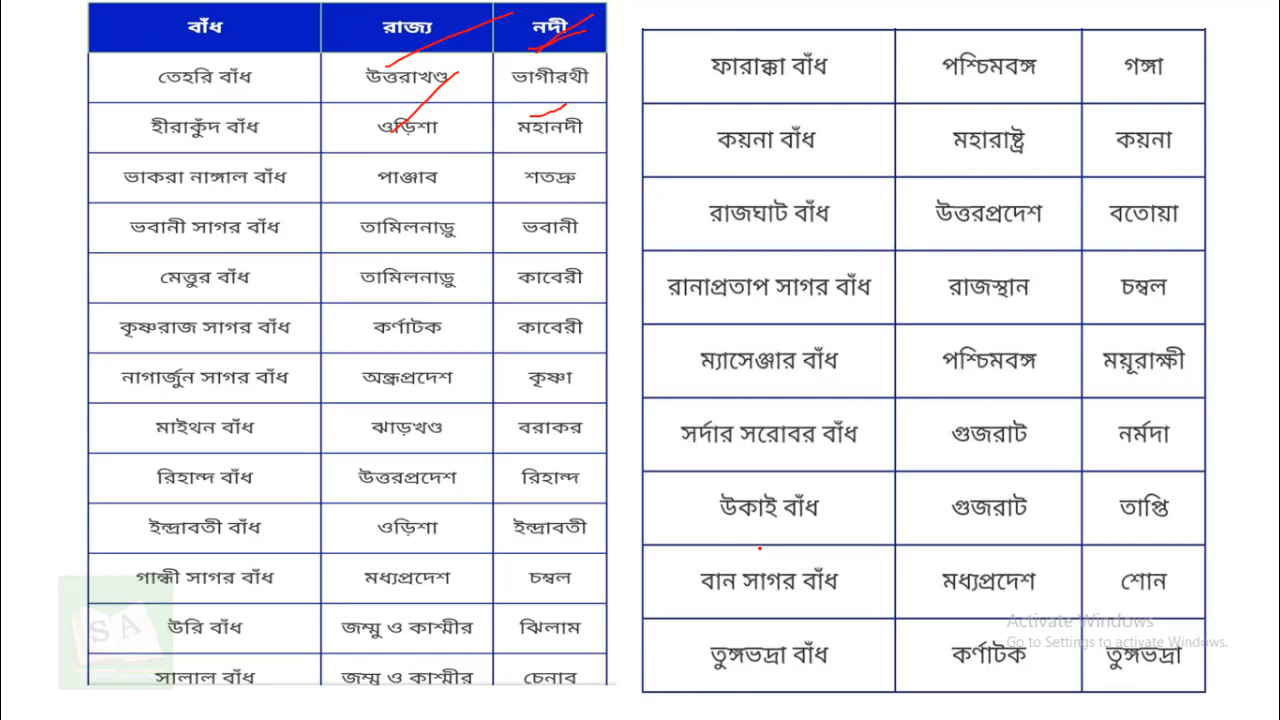 বাঁধ রাজ্য নদী
তেহরি বাঁধ উত্তরাখণ্ড ভাগীরথী
হীরাকুঁদ বাঁধ ওড়িশা মহানদী
ভাকরা নাঙ্গাল বাঁধ পাঞ্জাব শতদ্রু
ভবানী সাগর বাঁধ তামিলনাড়ু ভবানী
মেত্তুর বাঁধ তামিলনাড়ু কাবেরী
কৃষ্ণরাজ সাগর বাঁধ কর্ণাটক কাবেরী
নাগার্জুন সাগর বাঁধ অন্ধ্রপ্রদেশ কৃষ্ণা
মাইথন বাঁধ ঝাড়খণ্ড বরাকর
রিহান্দ বাঁধ উত্তরপ্রদেশ রিহান্দ
ইন্দ্রাবতী বাঁধ ওড়িশা ইন্দ্রাবতী
গান্ধী সাগর বাঁধ মধ্যপ্রদেশ চম্বল
উরি বাঁধ জম্মু ও কাশ্মীর ঝিলাম
সালাল বাঁধ জম্মু ও কাশ্মীর চেনাব
ফারাক্কা বাঁধ পশ্চিমবঙ্গ গঙ্গা
কয়না বাঁধ মহারাষ্ট্র কয়না
রাজঘাট বাঁধ উত্তরপ্রদেশ বতোয়া
রানাপ্রতাপ সাগর বাঁধ রাজস্থান চম্বল
ম্যাসেঞ্জার বাঁধ পশ্চিমবঙ্গ ময়ূরাক্ষী
সর্দার সরোবর বাঁধ গুজরাট নর্মদা
উকাই বাঁধ গুজরাট তাপ্তি
বান সাগর বাঁধ মধ্যপ্রদেশ শোন
তুঙ্গভদ্রা বাঁধ কর্ণাটক তুঙ্গভদ্রা
SA
Activate Windows
Go to Settings to activate Windows.